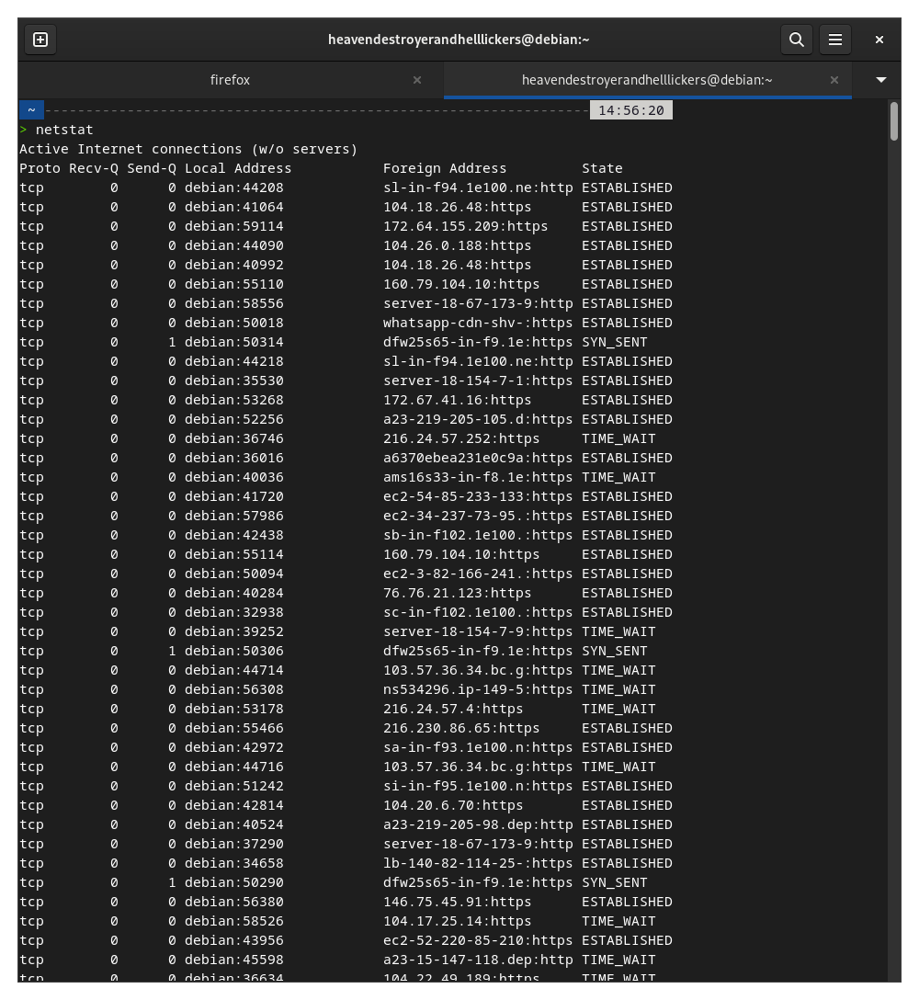 heavendestroyerandhelllickers@debian:~
firefox
heavendestroyerandhelllickers@debian:~
~ 14:56:20
> netstat
Active Internet connections (w/o servers)
Proto Recv-Q Send-Q Local Address           Foreign Address         State
tcp        0      0 debian:44208            sl-in-f94.1e100.ne:http ESTABLISHED
tcp        0      0 debian:41064            104.18.26.48:https      ESTABLISHED
tcp        0      0 debian:59114            172.64.155.209:https    ESTABLISHED
tcp        0      0 debian:44090            104.26.0.188:https      ESTABLISHED
tcp        0      0 debian:40992            104.18.26.48:https      ESTABLISHED
tcp        0      0 debian:55110            160.79.104.10:https     ESTABLISHED
tcp        0      0 debian:58556            server-18-67-173-9:http ESTABLISHED
tcp        0      0 debian:50018            whatsapp-cdn-shv-:https ESTABLISHED
tcp        0      1 debian:50314            dfw25s65-in-f9.1e:https SYN_SENT
tcp        0      0 debian:44218            sl-in-f94.1e100.ne:http ESTABLISHED
tcp        0      0 debian:35530            server-18-154-7-1:https ESTABLISHED
tcp        0      0 debian:53268            172.67.41.16:https      ESTABLISHED
tcp        0      0 debian:52256            a23-219-205-105.d:https ESTABLISHED
tcp        0      0 debian:36746            216.24.57.252:https     TIME_WAIT
tcp        0      0 debian:36016            a6370ebea231e0c9a:https ESTABLISHED
tcp        0      0 debian:40036            ams16s33-in-f8.1e:https TIME_WAIT
tcp        0      0 debian:41720            ec2-54-85-233-133:https ESTABLISHED
tcp        0      0 debian:57986            ec2-34-237-73-95.:https ESTABLISHED
tcp        0      0 debian:42438            sb-in-f102.1e100.:https ESTABLISHED
tcp        0      0 debian:55114            160.79.104.10:https     ESTABLISHED
tcp        0      0 debian:50094            ec2-3-82-166-241.:https ESTABLISHED
tcp        0      0 debian:40284            76.76.21.123:https      ESTABLISHED
tcp        0      0 debian:32938            sc-in-f102.1e100.:https ESTABLISHED
tcp        0      0 debian:39252            server-18-154-7-9:https TIME_WAIT
tcp        0      1 debian:50306            dfw25s65-in-f9.1e:https SYN_SENT
tcp        0      0 debian:44714            103.57.36.34.bc.g:https TIME_WAIT
tcp        0      0 debian:56308            ns534296.ip-149-5:https TIME_WAIT
tcp        0      0 debian:53178            216.24.57.4:https       TIME_WAIT
tcp        0      0 debian:55466            216.230.86.65:https     ESTABLISHED
tcp        0      0 debian:42972            sa-in-f93.1e100.n:https ESTABLISHED
tcp        0      0 debian:44716            103.57.36.34.bc.g:https TIME_WAIT
tcp        0      0 debian:51242            si-in-f95.1e100.n:https ESTABLISHED
tcp        0      0 debian:42814            104.20.6.70:https       ESTABLISHED
tcp        0      0 debian:40524            a23-219-205-98.dep:http ESTABLISHED
tcp        0      0 debian:37290            server-18-67-173-9:http ESTABLISHED
tcp        0      0 debian:34658            lb-140-82-114-25-:https ESTABLISHED
tcp        0      1 debian:50290            dfw25s65-in-f9.1e:https SYN_SENT
tcp        0      0 debian:56380            146.75.45.91:https      ESTABLISHED
tcp        0      0 debian:58526            104.17.25.14:https      TIME_WAIT
tcp        0      0 debian:43956            ec2-52-220-85-210:https ESTABLISHED
tcp        0      0 debian:45598            a23-15-147-118.dep:http TIME_WAIT
tcp        0      0 debian:36634            104.22.49.189:https     TIME_WAIT